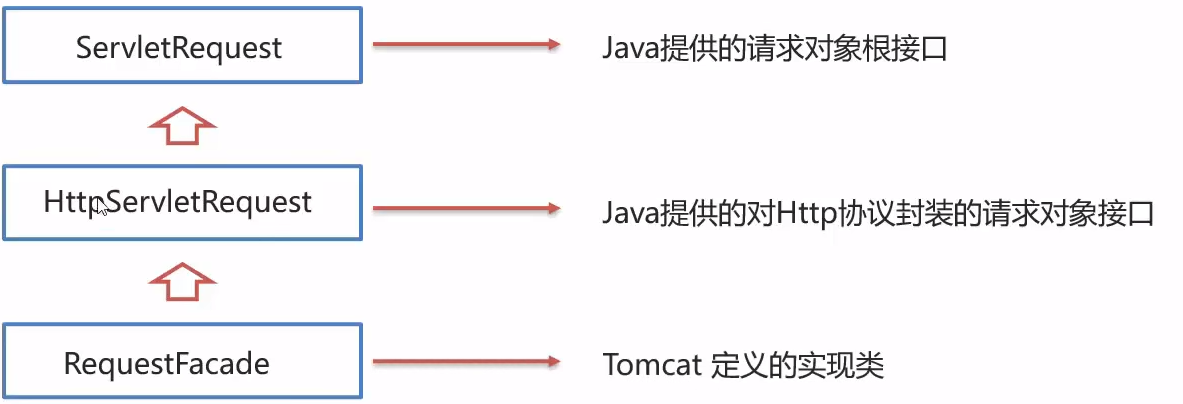 ServletRequest
Java提供的请求对象根接口
HttpServletRequest
Java提供的对Http协议封装的请求对象接口
RequestFacade
Tomcat 定义的实现类